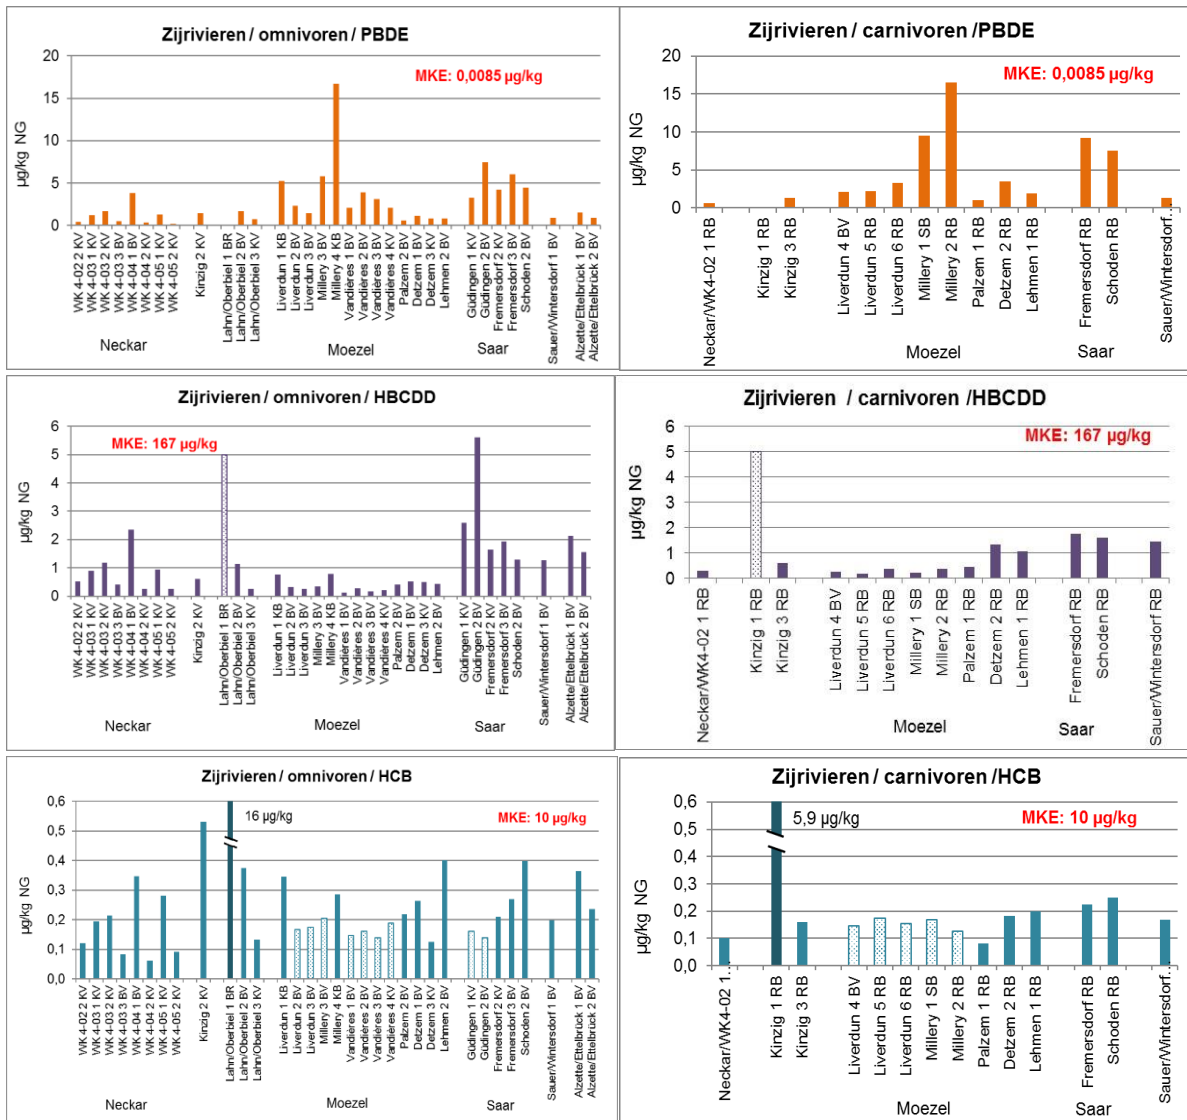 Zijrivieren / omnivoren / PBDE
MKE: 0,0085 µg/kg
µg/kg NG
20
15
10
5
0
WK 4-02 2 KV
WK 4-03 1 KV
WK 4-03 2 KV
WK 4-03 3 BV
WK 4-04 1 BV
WK 4-04 2 KV
WK 4-05 1 KV
WK 4-05 2 KV
Kinzig 2 KV
Lahn/Oberbiel 1 BR
Lahn/Oberbiel 2 BV
Lahn/Oberbiel 3 KV
Liverdun 1 KB
Liverdun 2 BV
Liverdun 3 BV
Millery 3 BV
Millery 4 KB
Vandières 1 BV
Vandières 2 BV
Vandières 3 BV
Vandières 4 KV
Palzem 2 BV
Detzem 1 BV
Detzem 3 KV
Lehmen 2 BV
Güdingen 1 KV
Güdingen 2 BV
Fremersdorf 2 KV
Fremersdorf 3 BV
Schoden 2 BV
Sauer/Wintersdorf 1 BV
Alzette/Ettelbrück 1 BV
Alzette/Ettelbrück 2 BV
Neckar
Moezel
Saar
Zijrivieren / carnivoren /PBDE
MKE: 0,0085 µg/kg
µg/kg NG
20
15
10
5
0
Neckar/WK4-02 1 RB
Kinzig 1 RB
Kinzig 3 RB
Liverdun 4 BV
Liverdun 5 RB
Liverdun 6 RB
Millery 1 SB
Millery 2 RB
Palzem 1 RB
Detzem 2 RB
Lehmen 1 RB
Fremersdorf RB
Schoden RB
Sauer/Wintersdorf…
Moezel
Saar
Zijrivieren / omnivoren / HBCDD
MKE: 167 µg/kg
µg/kg NG
6
5
4
3
2
1
0
WK 4-02 2 KV
WK 4-03 1 KV
WK 4-03 2 KV
WK 4-03 3 BV
WK 4-04 1 BV
WK 4-04 2 KV
WK 4-05 1 KV
WK 4-05 2 KV
Kinzig 2 KV
Lahn/Oberbiel 1 BR
Lahn/Oberbiel 2 BV
Lahn/Oberbiel 3 KV
Liverdun 1 KB
Liverdun 2 BV
Liverdun 3 BV
Millery 3 BV
Millery 4 KB
Vandières 1 BV
Vandières 2 BV
Vandières 3 BV
Vandières 4 KV
Palzem 2 BV
Detzem 1 BV
Detzem 3 KV
Lehmen 2 BV
Güdingen 1 KV
Güdingen 2 BV
Fremersdorf 2 KV
Fremersdorf 3 BV
Schoden 2 BV
Sauer/Wintersdorf 1 BV
Alzette/Ettelbrück 1 BV
Alzette/Ettelbrück 2 BV
Neckar
Moezel
Saar
Zijrivieren / carnivoren /HBCDD
MKE: 167 µg/kg
µg/kg NG
6
5
4
3
2
1
0
Neckar/WK4-02 1 RB
Kinzig 1 RB
Kinzig 3 RB
Liverdun 4 BV
Liverdun 5 RB
Liverdun 6 RB
Millery 1 SB
Millery 2 RB
Palzem 1 RB
Detzem 2 RB
Lehmen 1 RB
Fremersdorf RB
Schoden RB
Sauer/Wintersdorf RB
Moezel
Saar
Zijrivieren / omnivoren / HCB
16 µg/kg
MKE: 10 µg/kg
µg/kg NG
0,6
0,5
0,4
0,3
0,2
0,1
0,0
WK 4-02 2 KV
WK 4-03 1 KV
WK 4-03 2 KV
WK 4-03 3 BV
WK 4-04 1 BV
WK 4-04 2 KV
WK 4-05 1 KV
WK 4-05 2 KV
Kinzig 2 KV
Lahn/Oberbiel 1 BR
Lahn/Oberbiel 2 BV
Lahn/Oberbiel 3 KV
Liverdun 1 KB
Liverdun 2 BV
Liverdun 3 BV
Millery 3 BV
Millery 4 KB
Vandières 1 BV
Vandières 2 BV
Vandières 3 BV
Vandières 4 KV
Palzem 2 BV
Detzem 1 BV
Detzem 3 KV
Lehmen 2 BV
Güdingen 1 KV
Güdingen 2 BV
Fremersdorf 2 KV
Fremersdorf 3 BV
Schoden 2 BV
Sauer/Wintersdorf 1 BV
Alzette/Ettelbrück 1 BV
Alzette/Ettelbrück 2 BV
Neckar
Moezel
Saar
Zijrivieren / carnivoren /HCB
5,9 µg/kg
MKE: 10 µg/kg
µg/kg NG
0,6
0,5
0,4
0,3
0,2
0,1
0,0
Neckar/WK4-02 1…
Kinzig 1 RB
Kinzig 3 RB
Liverdun 4 BV
Liverdun 5 RB
Liverdun 6 RB
Millery 1 SB
Millery 2 RB
Palzem 1 RB
Detzem 2 RB
Lehmen 1 RB
Fremersdorf RB
Schoden RB
Sauer/Wintersdorf…
Moezel
Saar